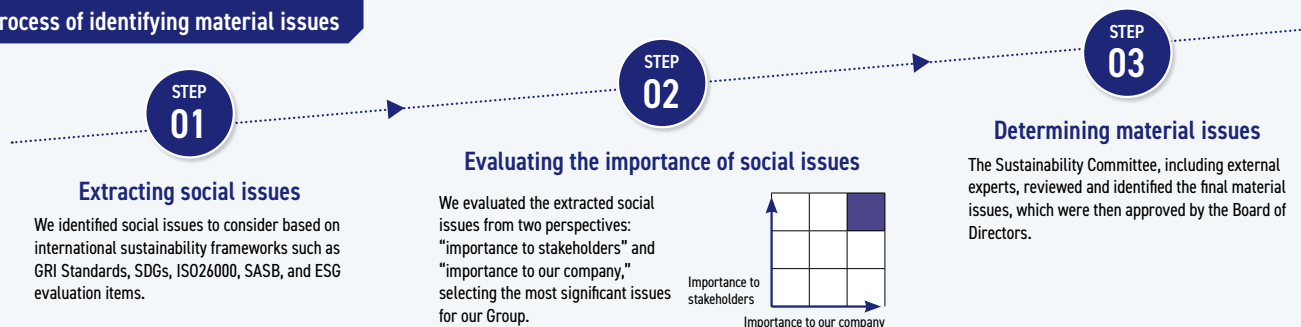 rocess of identifying material issues
STEP
01
Extracting social issues
We identified social issues to consider based on
international sustainability frameworks such as
GRI Standards, SDGs, ISO26000, SASB, and ESG
evaluation items.
STEP
02
Evaluating the importance of social issues
We evaluated the extracted social
issues from two perspectives:
“importance to stakeholders” and
“importance to our company,”
selecting the most significant issues
for our Group.
Importance to
stakeholders
Importance to our company
STEP
03
Determining material issues
The Sustainability Committee, including external
experts, reviewed and identified the final material
issues, which were then approved by the Board of
Directors.